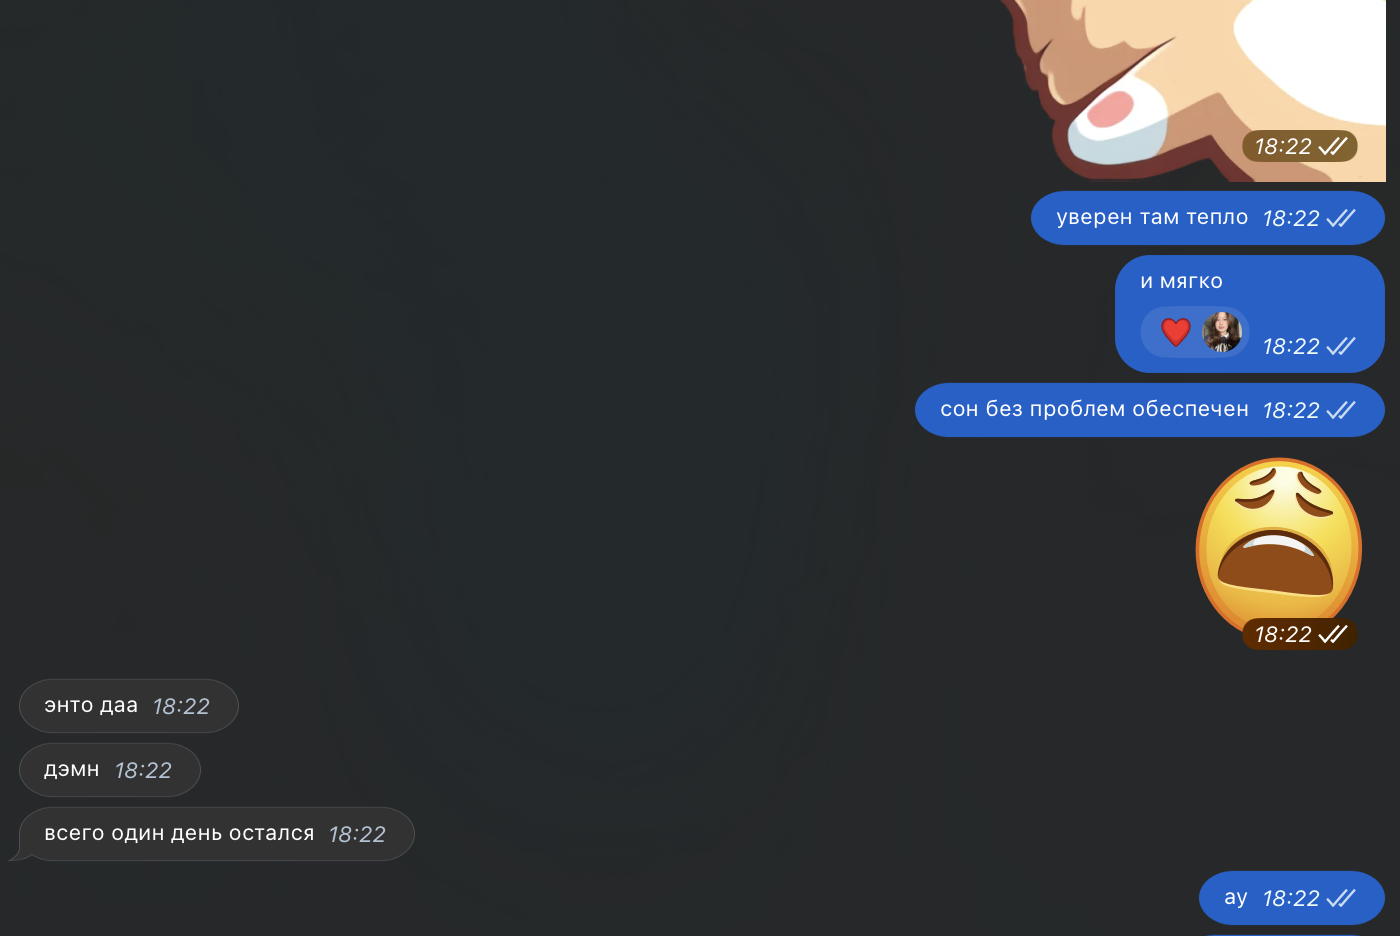 18:22
уверен там тепло 18:22
и мягко
18:22
сон без проблем обеспечен 18:22
18:22
энто даа 18:22
дэмн 18:22
всего один день остался 18:22
ау 18:22